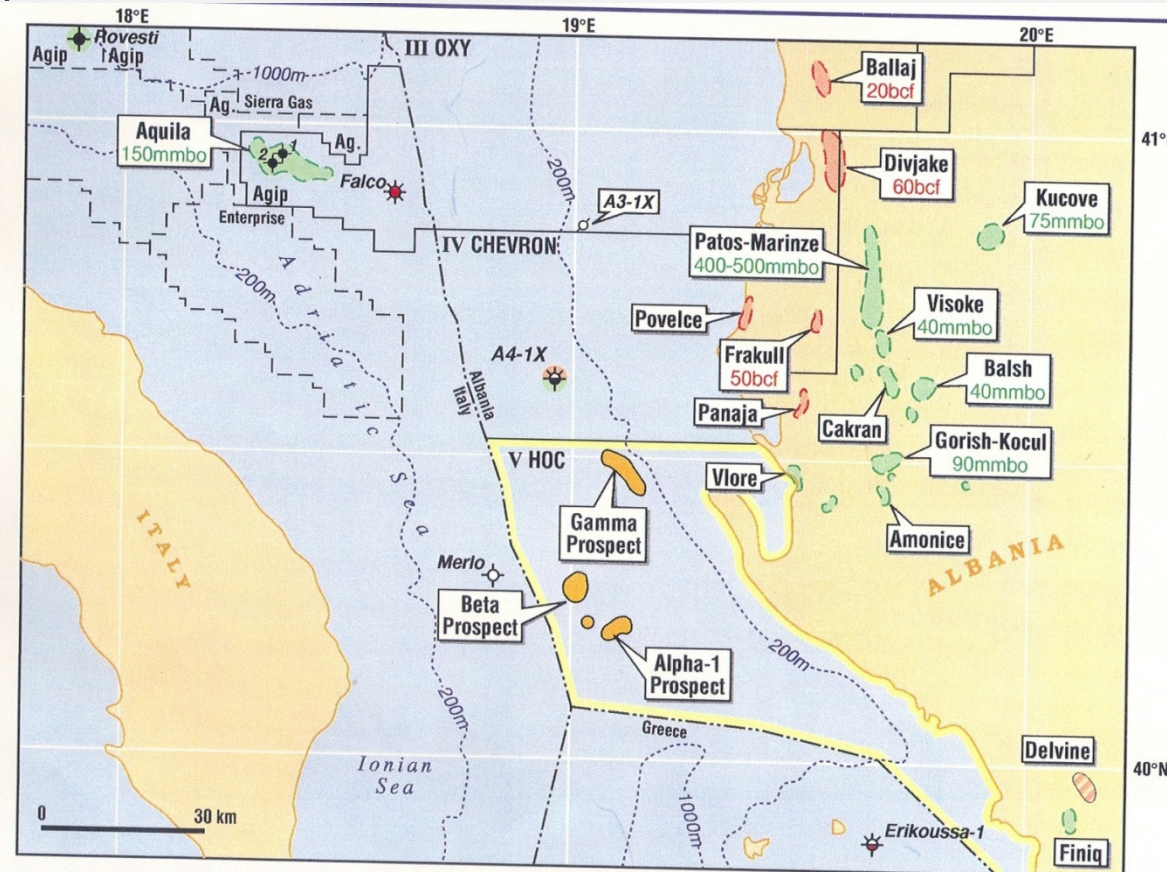 18°E
19°E
20°E
Rovesti
Agip
Agip
III OXY
1000m
Ag.
Sierra Gas
Ballaj
20bcf
Aquila
150mmbo
2
1
Ag.
41°
Divjake
60bcf
Falco
200m
Agip
Enterprise
A3-1X
Kucove
75mmbo
IV CHEVRON
Patos-Marinze
400-500mmbo
200m
Adriatic Sea
Visoke
40mmbo
Povelce
Frakull
50bcf
A4-1X
Albania
Italy
Balsh
40mmbo
Panaja
Cakran
Gorish-Kocul
90mmbo
V HOC
Vlore
Gamma
Prospect
Amonice
ITALY
ALBANIA
Merlo
Beta
Prospect
200m
Alpha-1
Prospect
200m
Greece
Delvine
Ionian
Sea
40°N
1000m
0
30 km
Erikoussa-1
Finiq